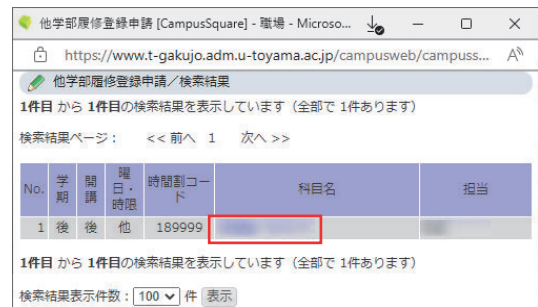 他学部履修登録申請 [CampusSquare] - 職場 - Microso...
https://www.t-gakujo.adm.u-toyama.ac.jp/campusweb/campuss...
他学部履修登録申請／検索結果
1件目 から 1件目の検索結果を表示しています（全部で 1件あります）
検索結果ページ： << 前へ 1 次へ >>
No. 学期 開講 曜日・時限 時間割コード 科目名 担当
1 後 後 他 189999
1件目 から 1件目の検索結果を表示しています（全部で 1件あります）
検索結果表示件数：100 件 表示